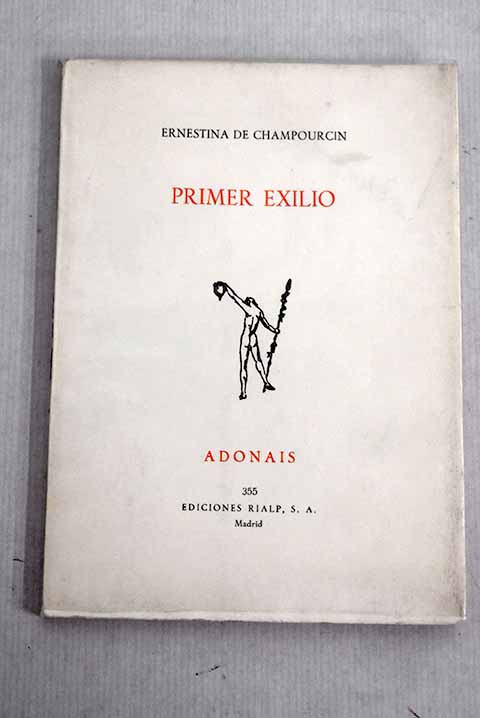 ERNESTINA DE CHAMPOURCIN
PRIMER EXILIO
ADONAIS
355
EDICIONES RIALP, S. A.
Madrid